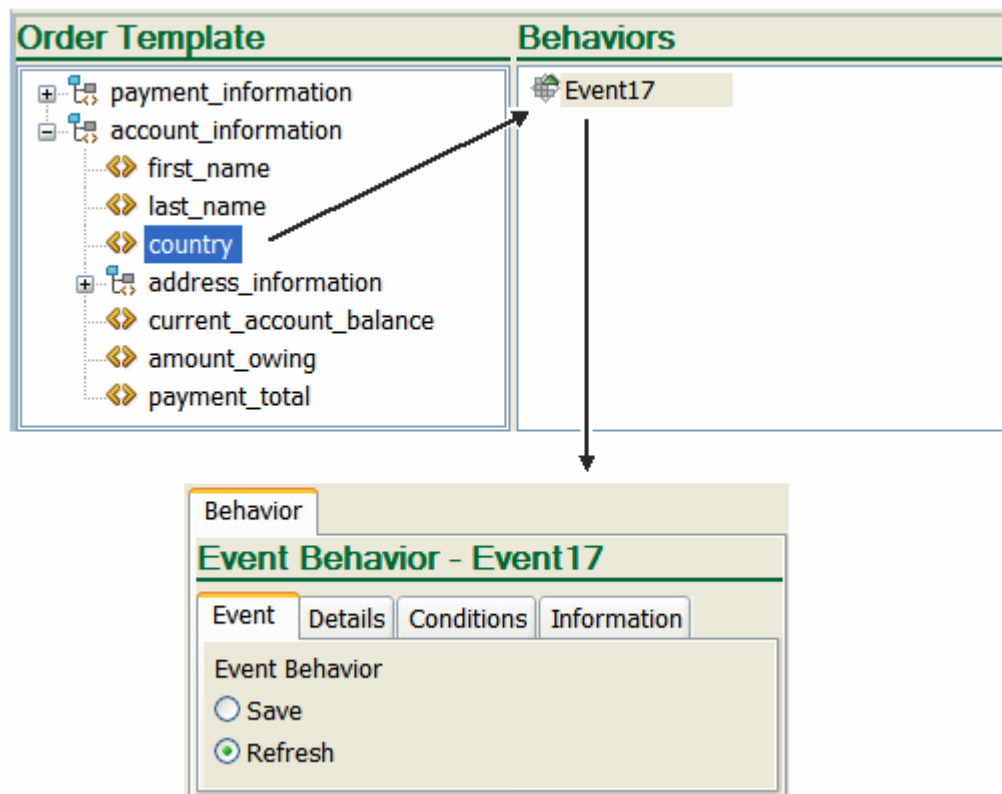 Order Template
Behaviors
payment_information
account_information
first_name
last_name
country
address_information
current_account_balance
amount_owing
payment_total
Event17
Behavior
Event Behavior - Event17
Event Details Conditions Information
Event Behavior
Save
Refresh